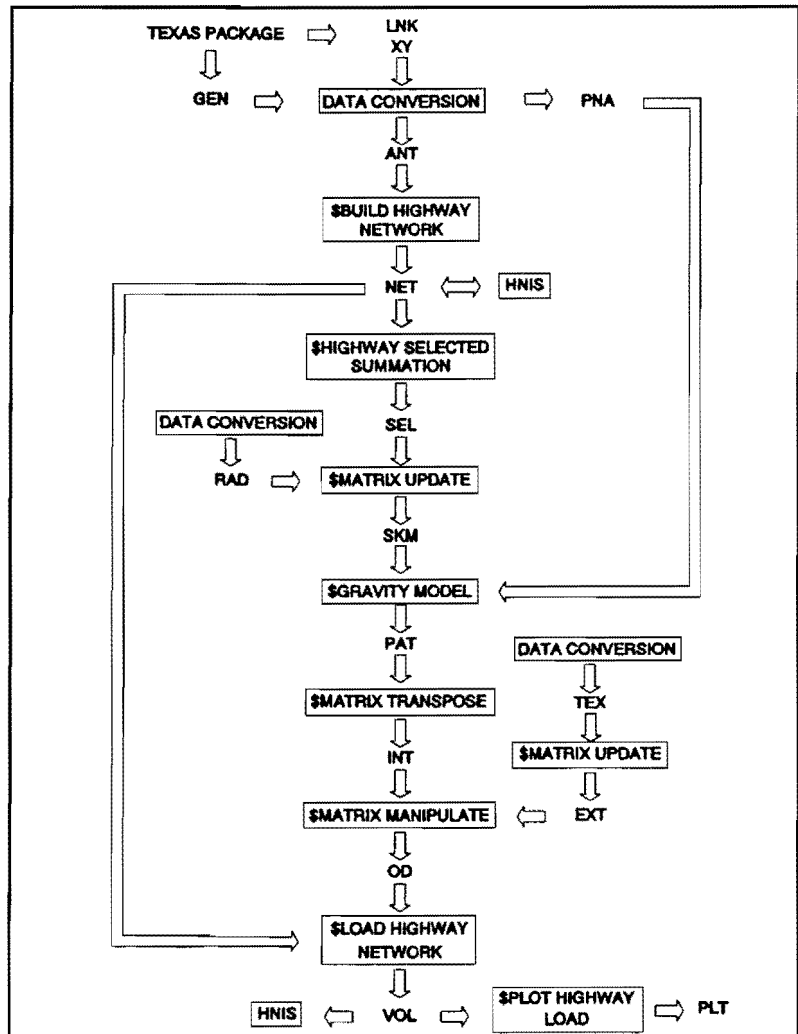 TEXAS PACKAGE
LNK
XY
GEN
DATA CONVERSION
PNA
ANT
$BUILD HIGHWAY
NETWORK
NET
HNIS
$HIGHWAY SELECTED
SUMMATION
DATA CONVERSION
SEL
RAD
$MATRIX UPDATE
SKM
$GRAVITY MODEL
PAT
DATA CONVERSION
$MATRIX TRANSPOSE
TEX
INT
$MATRIX UPDATE
$MATRIX MANIPULATE
EXT
OD
$LOAD HIGHWAY
NETWORK
HNIS
VOL
$PLOT HIGHWAY
LOAD
PLT